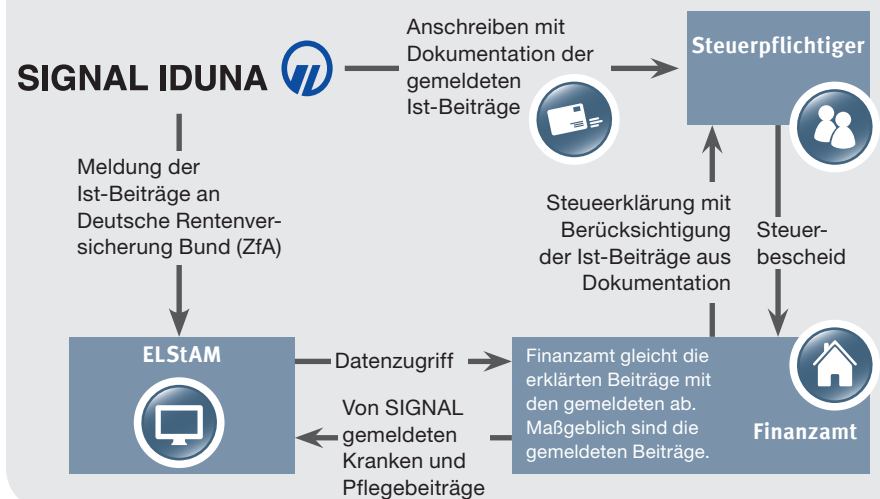 SIGNAL IDUNA
Anschreiben mit
Dokumentation der
gemeldeten
Ist-Beiträge
Steuerpflichtiger
Meldung der
Ist-Beiträge an
Deutsche Rentenver-
sicherung Bund (ZfA)
Steueerklärung mit
Berücksichtigung
der Ist-Beiträge aus
Dokumentation
Steuer-
bescheid
ELStAM
Datenzugriff
Von SIGNAL
gemeldeten
Kranken und
Pflegebeiträge
Finanzamt gleicht die
erklärten Beiträge mit
den gemeldeten ab.
Maßgeblich sind die
gemeldeten Beiträge.
Finanzamt